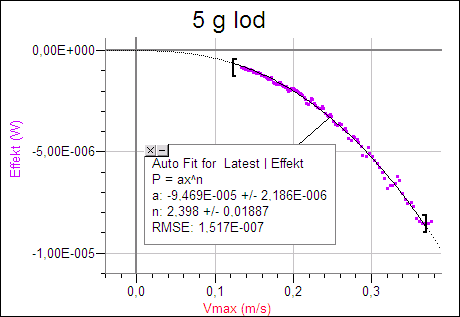 5 g lod
0,00E+000
-5,00E-006
-1,00E-005
Effekt (W)
Auto Fit for Latest | Effekt
P = ax^n
a: -9,469E-005 +/- 2,186E-006
n: 2,398 +/- 0,01887
RMSE: 1,517E-007
0,0
0,1
0,2
0,3
Vmax (m/s)